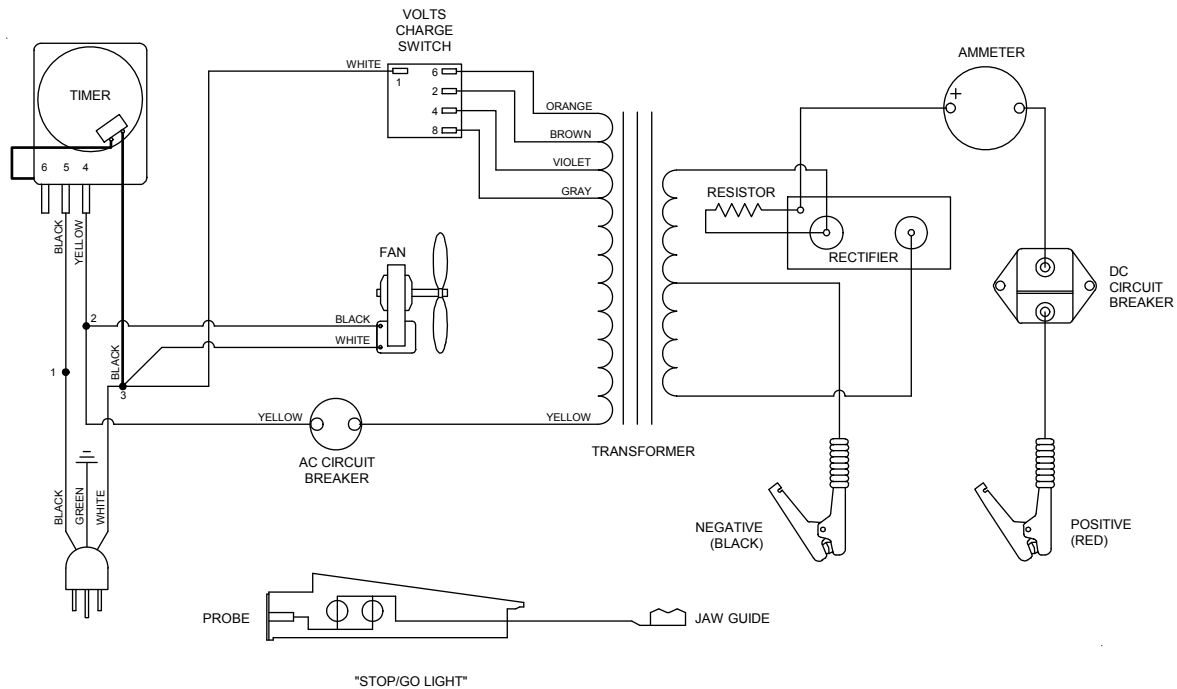 VOLTS
CHARGE
SWITCH
AMMETER
WHITE
1
6
2
4
8
+
TIMER
ORANGE
BROWN
VIOLET
GRAY
6 5 4
RESISTOR
RECTIFIER
BLACK
YELLOW
FAN
DC
CIRCUIT
BREAKER
2
BLACK
WHITE
BLACK
1
3
YELLOW
YELLOW
AC CIRCUIT
BREAKER
TRANSFORMER
BLACK
GREEN
WHITE
NEGATIVE
(BLACK)
POSITIVE
(RED)
PROBE
JAW GUIDE
"STOP/GO LIGHT"